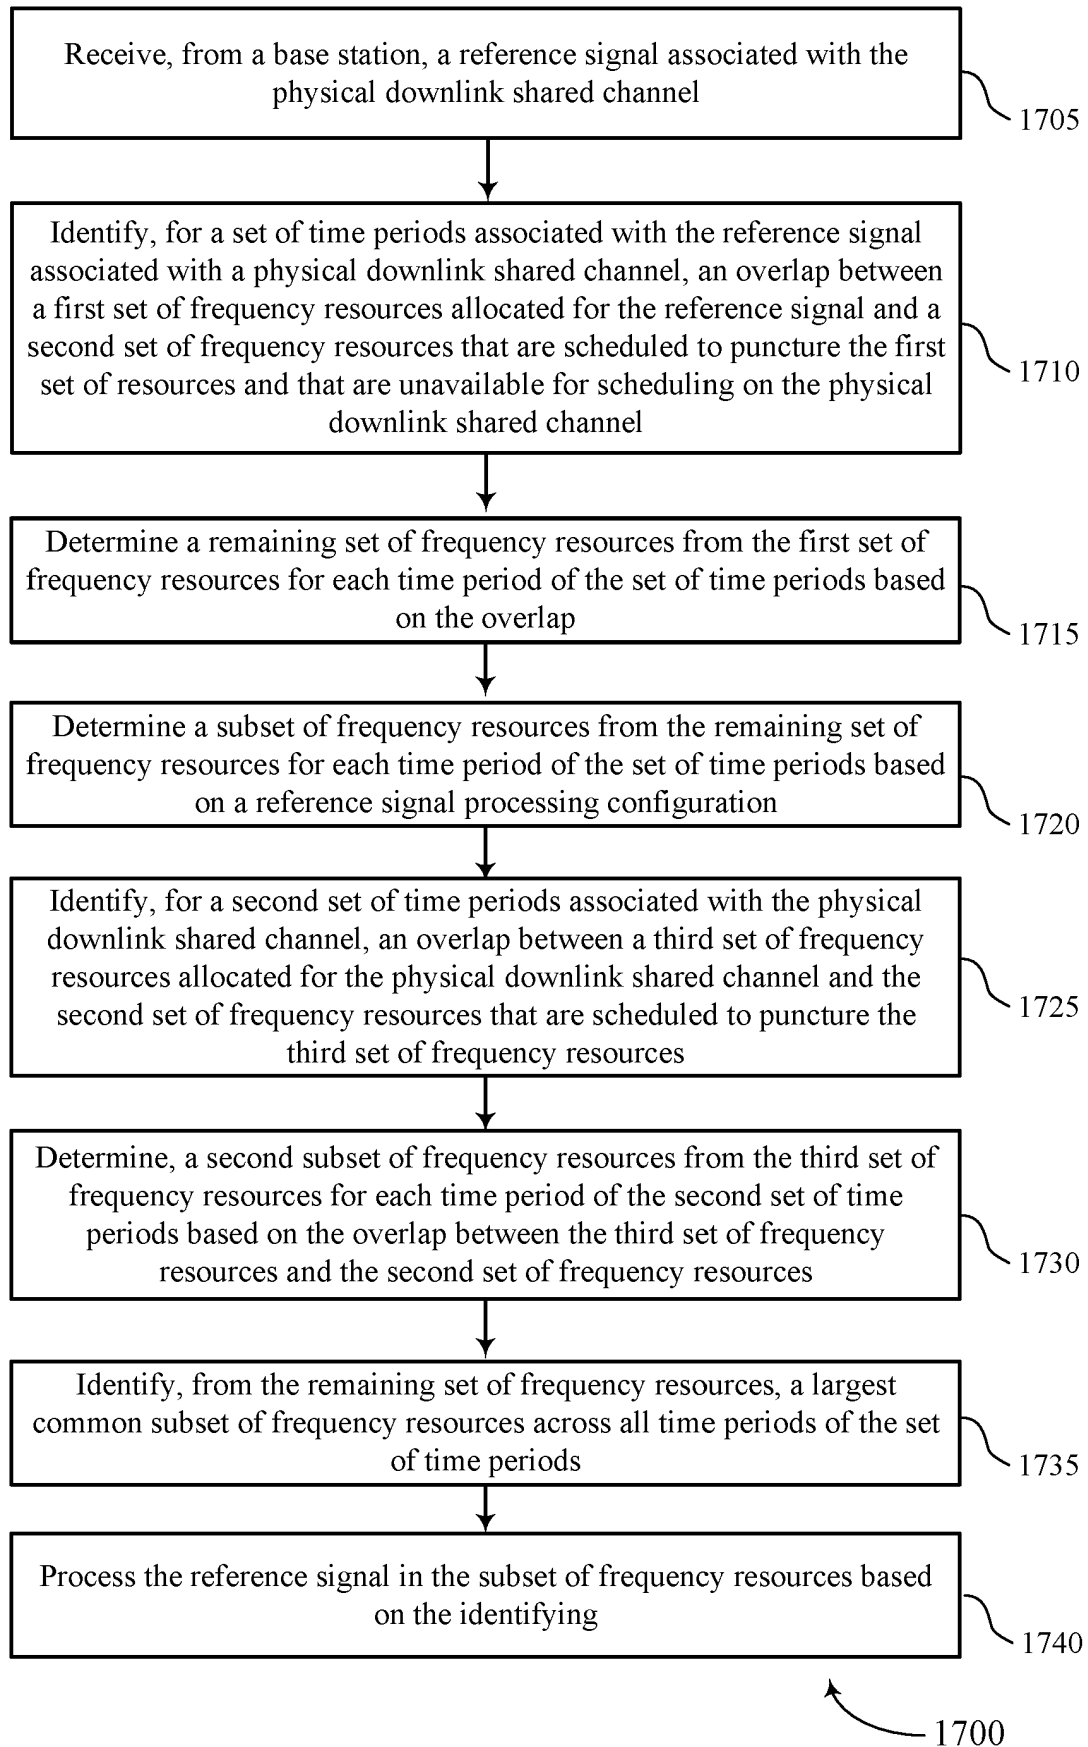 Receive, from a base station, a reference signal associated with the
physical downlink shared channel
1705
Identify, for a set of time periods associated with the reference signal
associated with a physical downlink shared channel, an overlap between
a first set of frequency resources allocated for the reference signal and a
second set of frequency resources that are scheduled to puncture the first
set of resources and that are unavailable for scheduling on the physical
downlink shared channel
1710
Determine a remaining set of frequency resources from the first set of
frequency resources for each time period of the set of time periods based
on the overlap
1715
Determine a subset of frequency resources from the remaining set of
frequency resources for each time period of the set of time periods based
on a reference signal processing configuration
1720
Identify, for a second set of time periods associated with the physical
downlink shared channel, an overlap between a third set of frequency
resources allocated for the physical downlink shared channel and the
second set of frequency resources that are scheduled to puncture the
third set of frequency resources
1725
Determine, a second subset of frequency resources from the third set of
frequency resources for each time period of the second set of time
periods based on the overlap between the third set of frequency
resources and the second set of frequency resources
1730
Identify, from the remaining set of frequency resources, a largest
common subset of frequency resources across all time periods of the set
of time periods
1735
Process the reference signal in the subset of frequency resources based
on the identifying
1740
1700